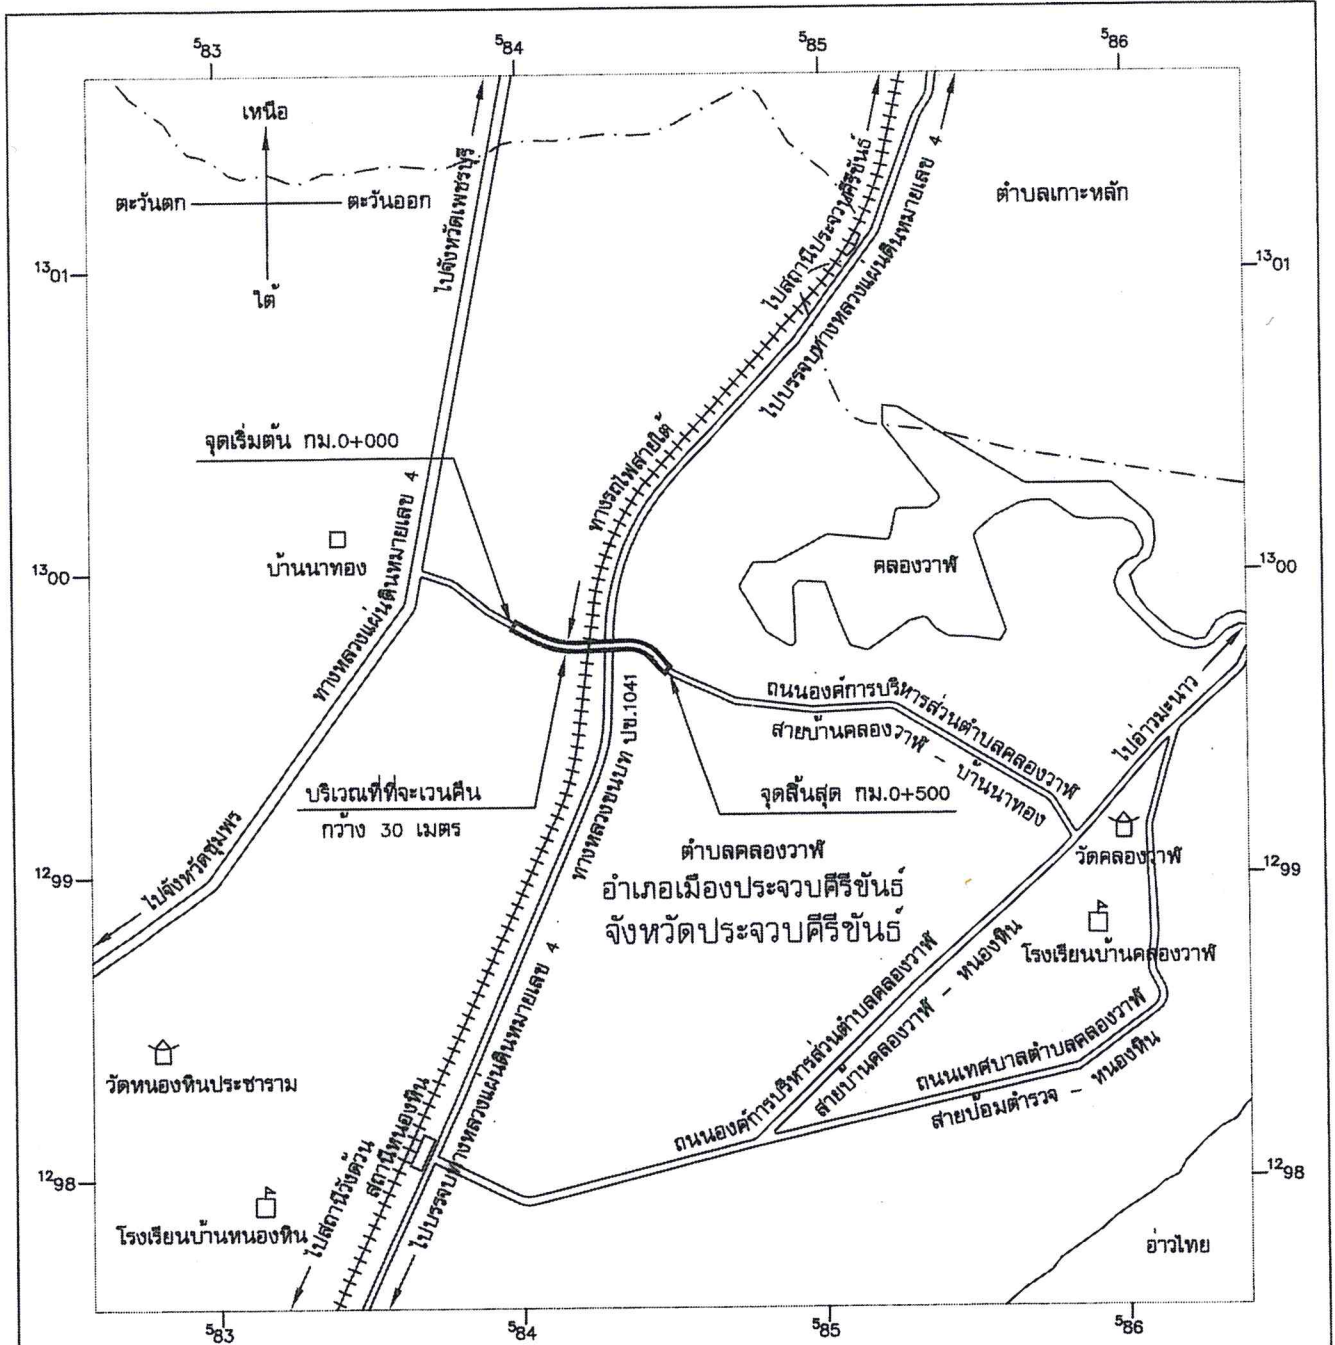 583
584
585
586
เหนือ
ตะวันตก
ตะวันออก
ใต้
ไปจังหวัดเพชรบุรี
ไปสถานีประจวบคีรีขันธ์
ไปบรรจบทางหลวงแผ่นดินหมายเลข 4
ตำบลเกาะหลัก
1301
1301
จุดเริ่มต้น กม.0+000
ทางรถไฟสายใต้
ทางหลวงแผ่นดินหมายเลข 4
บ้านนาทอง
คลองวาฬ
1300
1300
ถนนองค์การบริหารส่วนตำบลคลองวาฬ
สายบ้านคลองวาฬ - บ้านนาทอง
ไปอ่าวมะนาว
ทางหลวงชนบท ปข.1041
บริเวณที่ที่จะเวนคืน
กว้าง 30 เมตร
จุดสิ้นสุด กม.0+500
ไปจังหวัดชุมพร
ตำบลคลองวาฬ
อำเภอเมืองประจวบคีรีขันธ์
จังหวัดประจวบคีรีขันธ์
วัดคลองวาฬ
1299
1299
โรงเรียนบ้านคลองวาฬ
ถนนองค์การบริหารส่วนตำบลคลองวาฬ
สายบ้านคลองวาฬ - หนองหิน
ถนนเทศบาลตำบลคลองวาฬ
สายป้อมตำรวจ - หนองหิน
วัดหนองหินประชาราม
สถานีหนองหิน
ไปสถานีวังด้วน
ไปบรรจบทางหลวงแผ่นดินหมายเลข 4
1298
1298
โรงเรียนบ้านหนองหิน
อ่าวไทย
583
584
585
586